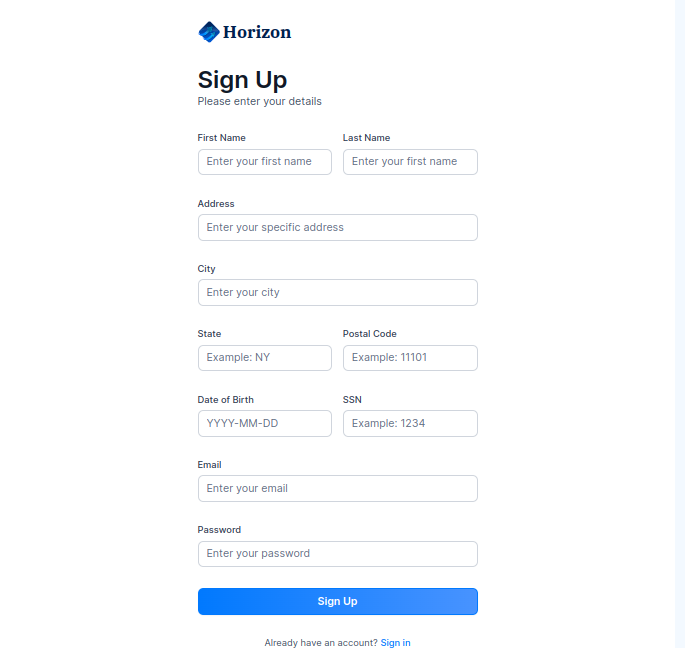 Horizon
Sign Up
Please enter your details
First Name Last Name
Enter your first name Enter your first name
Address
Enter your specific address
City
Enter your city
State Postal Code
Example: NY Example: 11101
Date of Birth SSN
YYYY-MM-DD Example: 1234
Email
Enter your email
Password
Enter your password
Sign Up
Already have an account? Sign in